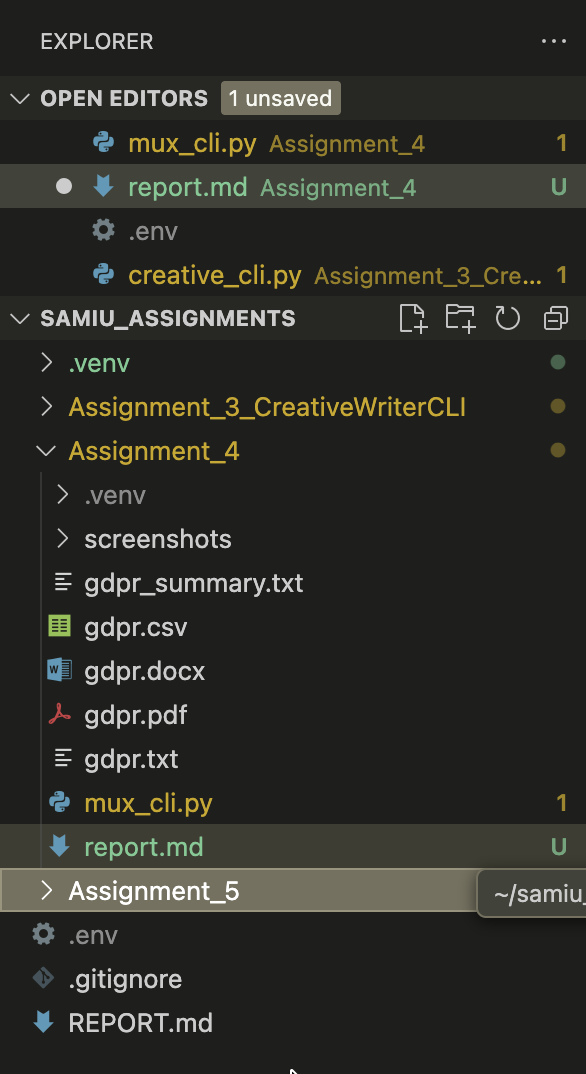 EXPLORER ...
OPEN EDITORS 1 unsaved
mux_cli.py Assignment_4 1
report.md Assignment_4 U
.env
creative_cli.py Assignment_3_Cre... 1
SAMIU_ASSIGNMENTS
.venv
Assignment_3_CreativeWriterCLI
Assignment_4
.venv
screenshots
gdpr_summary.txt
gdpr.csv
gdpr.docx
gdpr.pdf
gdpr.txt
mux_cli.py 1
report.md U
Assignment_5 ~/samiu_
.env
.gitignore
REPORT.md